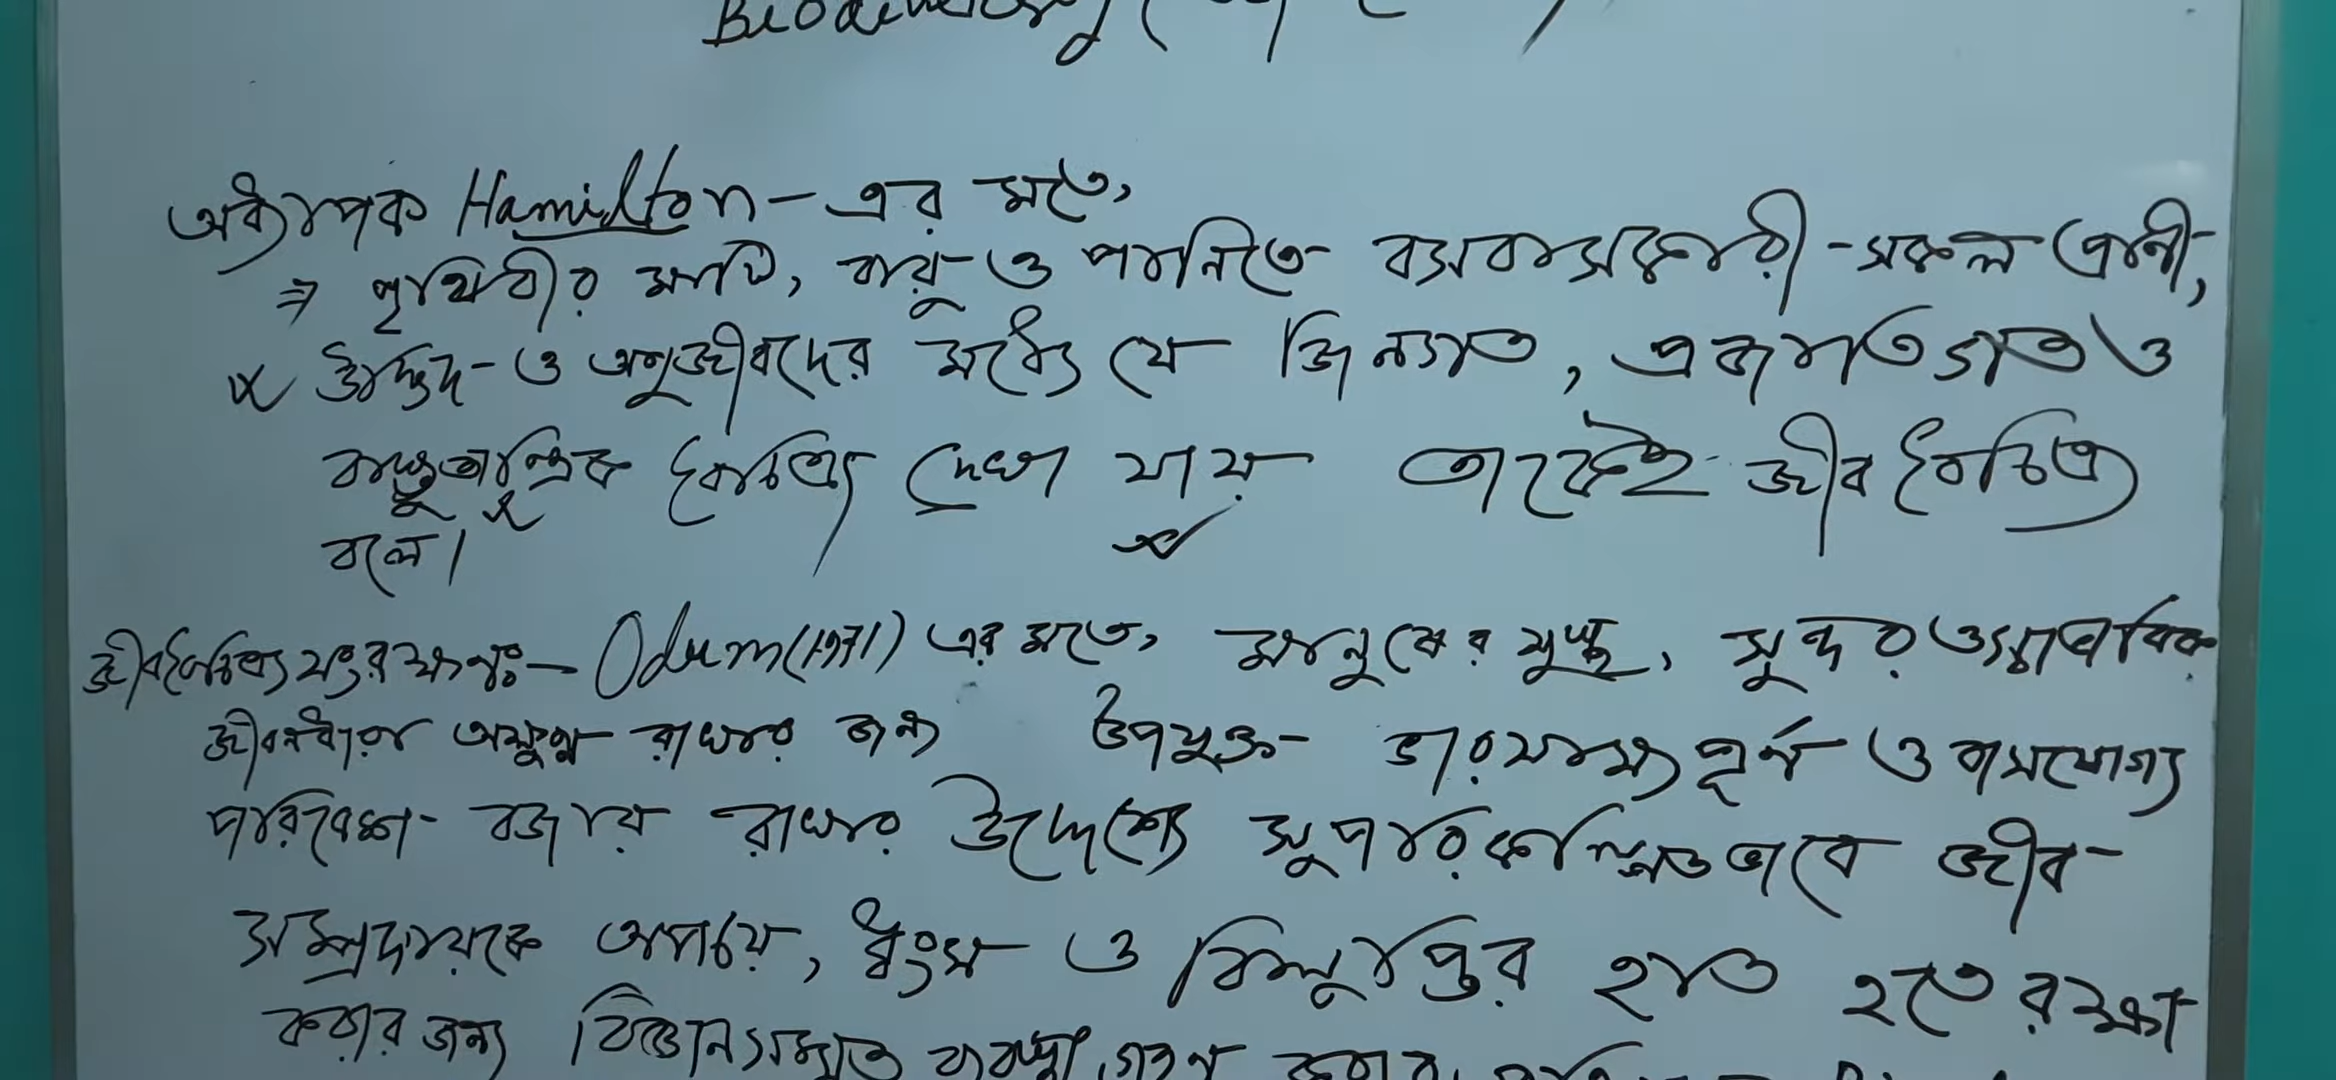 Biodiversity (
অধ্যাপক Hamilton- এর মতে,
⇒ পৃথিবীর মাটি, বায়ু ও পানিতে বসবাসকারী - সকল প্রাণী,
উদ্ভিদ - ও অনুজীবদের মধ্যে যে জিনগত, প্রজাতিগত ও
বাস্তুতান্ত্রিক বৈচিত্র্য দেখা যায় তাকেই জীব বৈচিত্র্য
বলে।
জীববৈচিত্র্য সংরক্ষণঃ- Odum(1971) এর মতে, মানুষের সুস্থ, সুন্দর ও স্বাভাবিক
জীবনধারা অক্ষুণ্ণ রাখার জন্য উপযুক্ত - ভারসাম্যপূর্ণ ও বাসযোগ্য
পরিবেশ - বজায় রাখার উদ্দেশ্যে সুপরিকল্পিতভাবে জীব-
সম্প্রদায়কে অপচয়, ধ্বংস ও বিলুপ্তির হাত হতে রক্ষা
করার জন্য বিজ্ঞানসম্মত ব্যবস্থা গ্রহণ করার